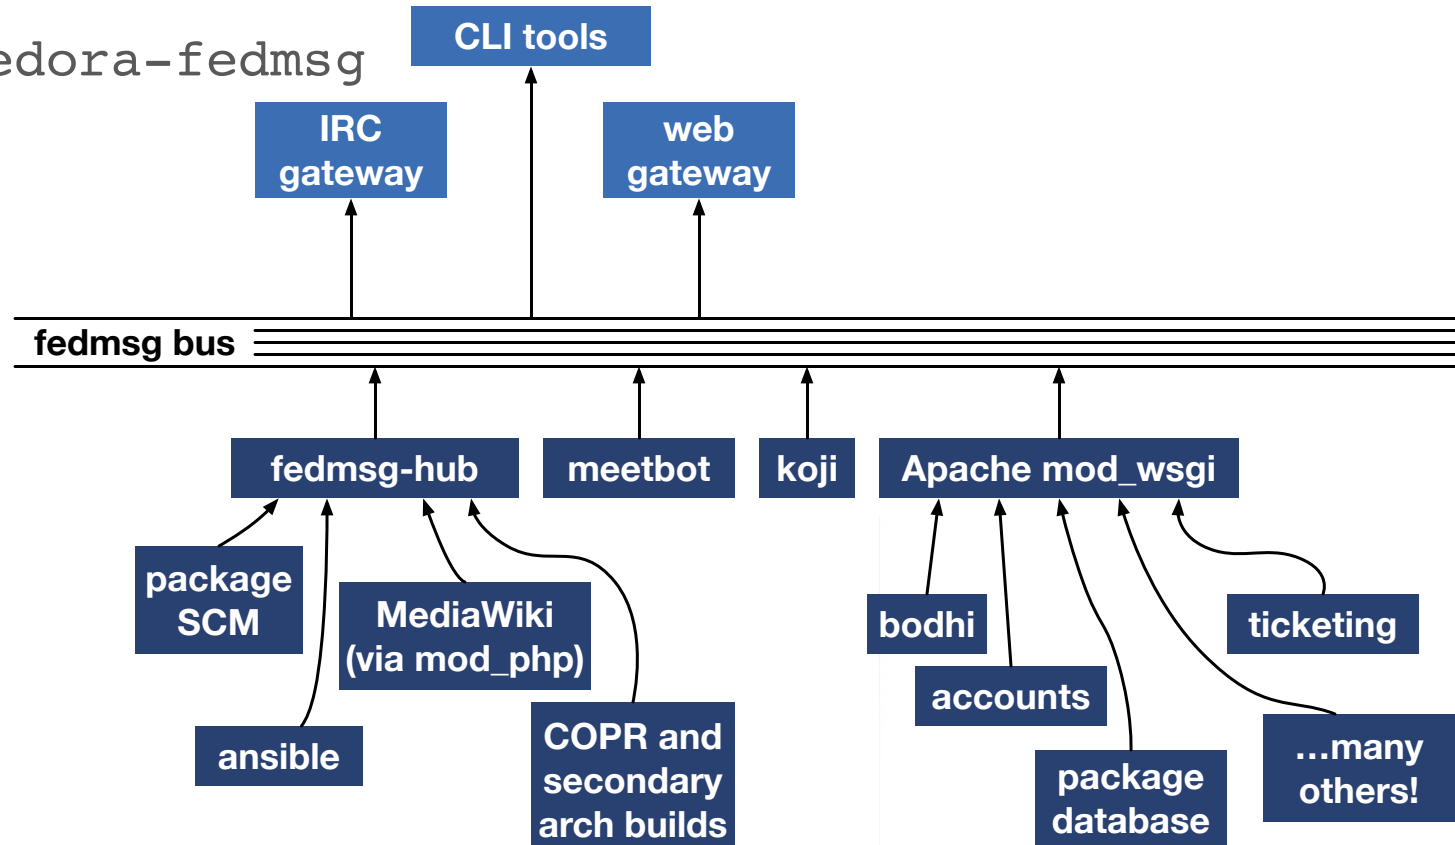 edora-fedmsg
CLI tools
IRC
gateway
web
gateway
fedmsg bus
fedmsg-hub
meetbot
koji
Apache mod_wsgi
package
SCM
MediaWiki
(via mod_php)
bodhi
ticketing
accounts
ansible
COPR and
secondary
arch builds
package
database
...many
others!